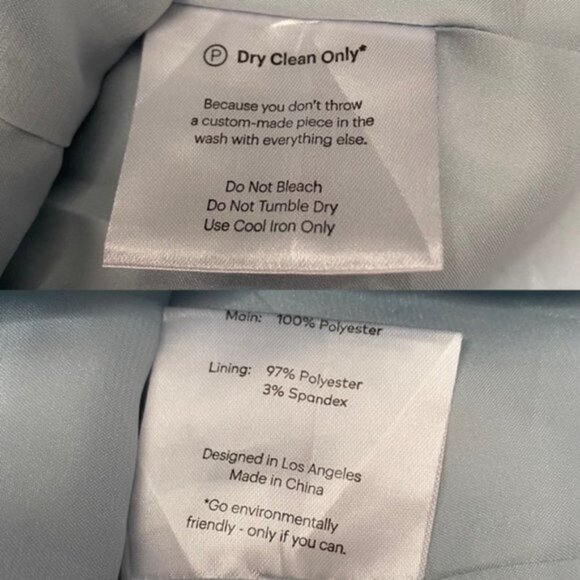 Ⓟ Dry Clean Only*
Because you don't throw
a custom-made piece in the
wash with everything else.
Do Not Bleach
Do Not Tumble Dry
Use Cool Iron Only
Main: 100% Polyester
Lining: 97% Polyester
3% Spandex
Designed in Los Angeles
Made in China
*Go environmentally
friendly - only if you can.